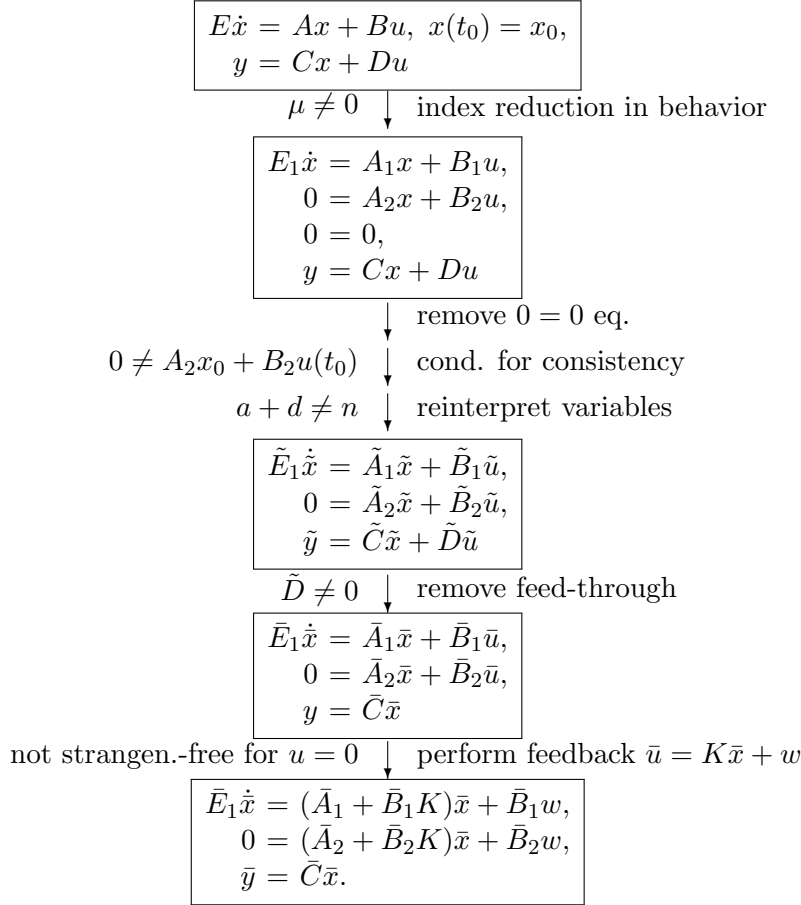 Eẋ = Ax + Bu, x(t₀) = x₀,
y = Cx + Du
μ ≠ 0 index reduction in behavior
E₁ẋ = A₁x + B₁u,
0 = A₂x + B₂u,
0 = 0,
y = Cx + Du
remove 0 = 0 eq.
0 ≠ A₂x₀ + B₂u(t₀) cond. for consistency
a + d ≠ n reinterpret variables
Ẽ₁x̃̇ = Ã₁x̃ + B̃₁ũ,
0 = Ã₂x̃ + B̃₂ũ,
ỹ = C̃x̃ + D̃ũ
D̃ ≠ 0 remove feed-through
Ē₁x̄̇ = Ā₁x̄ + B̄₁ū,
0 = Ā₂x̄ + B̄₂ū,
y = C̄x̄
not strangen.-free for u = 0 perform feedback ū = Kx̄ + w
Ē₁x̄̇ = (Ā₁ + B̄₁K)x̄ + B̄₁w,
0 = (Ā₂ + B̄₂K)x̄ + B̄₂w,
ȳ = C̄x̄.